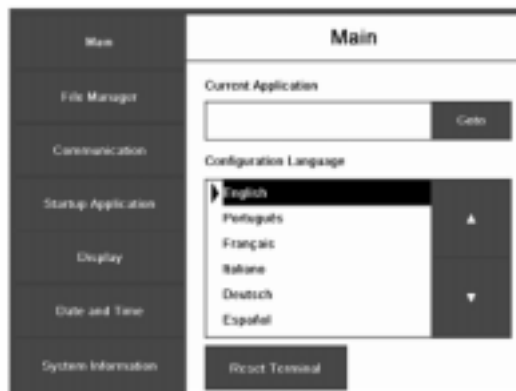 Main
File Manager
Communication
Startup Application
Display
Date and Time
System Information
Main
Current Application
Goto
Configuration Language
English
Português
Français
Italiano
Deutsch
Español
Reset Terminal